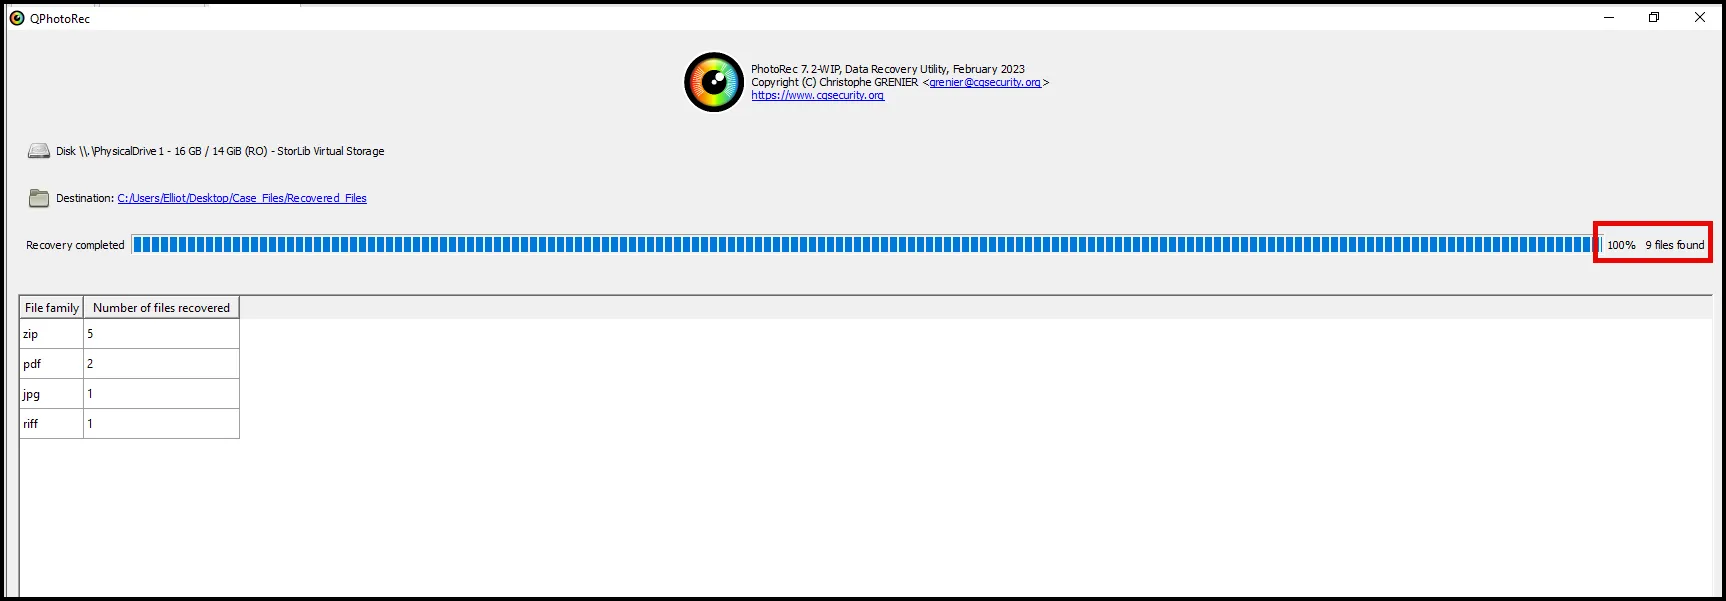 QPhotoRec
PhotoRec 7.2-WIP, Data Recovery Utility, February 2023
Copyright (C) Christophe GRENIER <grenier@cgsecurity.org>
https://www.cgsecurity.org
Disk \\.\PhysicalDrive1 - 16 GB / 14 GiB (RO) - StorLib Virtual Storage
Destination: C:/Users/Elliot/Desktop/Case_Files/Recovered_Files
Recovery completed 100% 9 files found
File family Number of files recovered
zip 5
pdf 2
jpg 1
riff 1